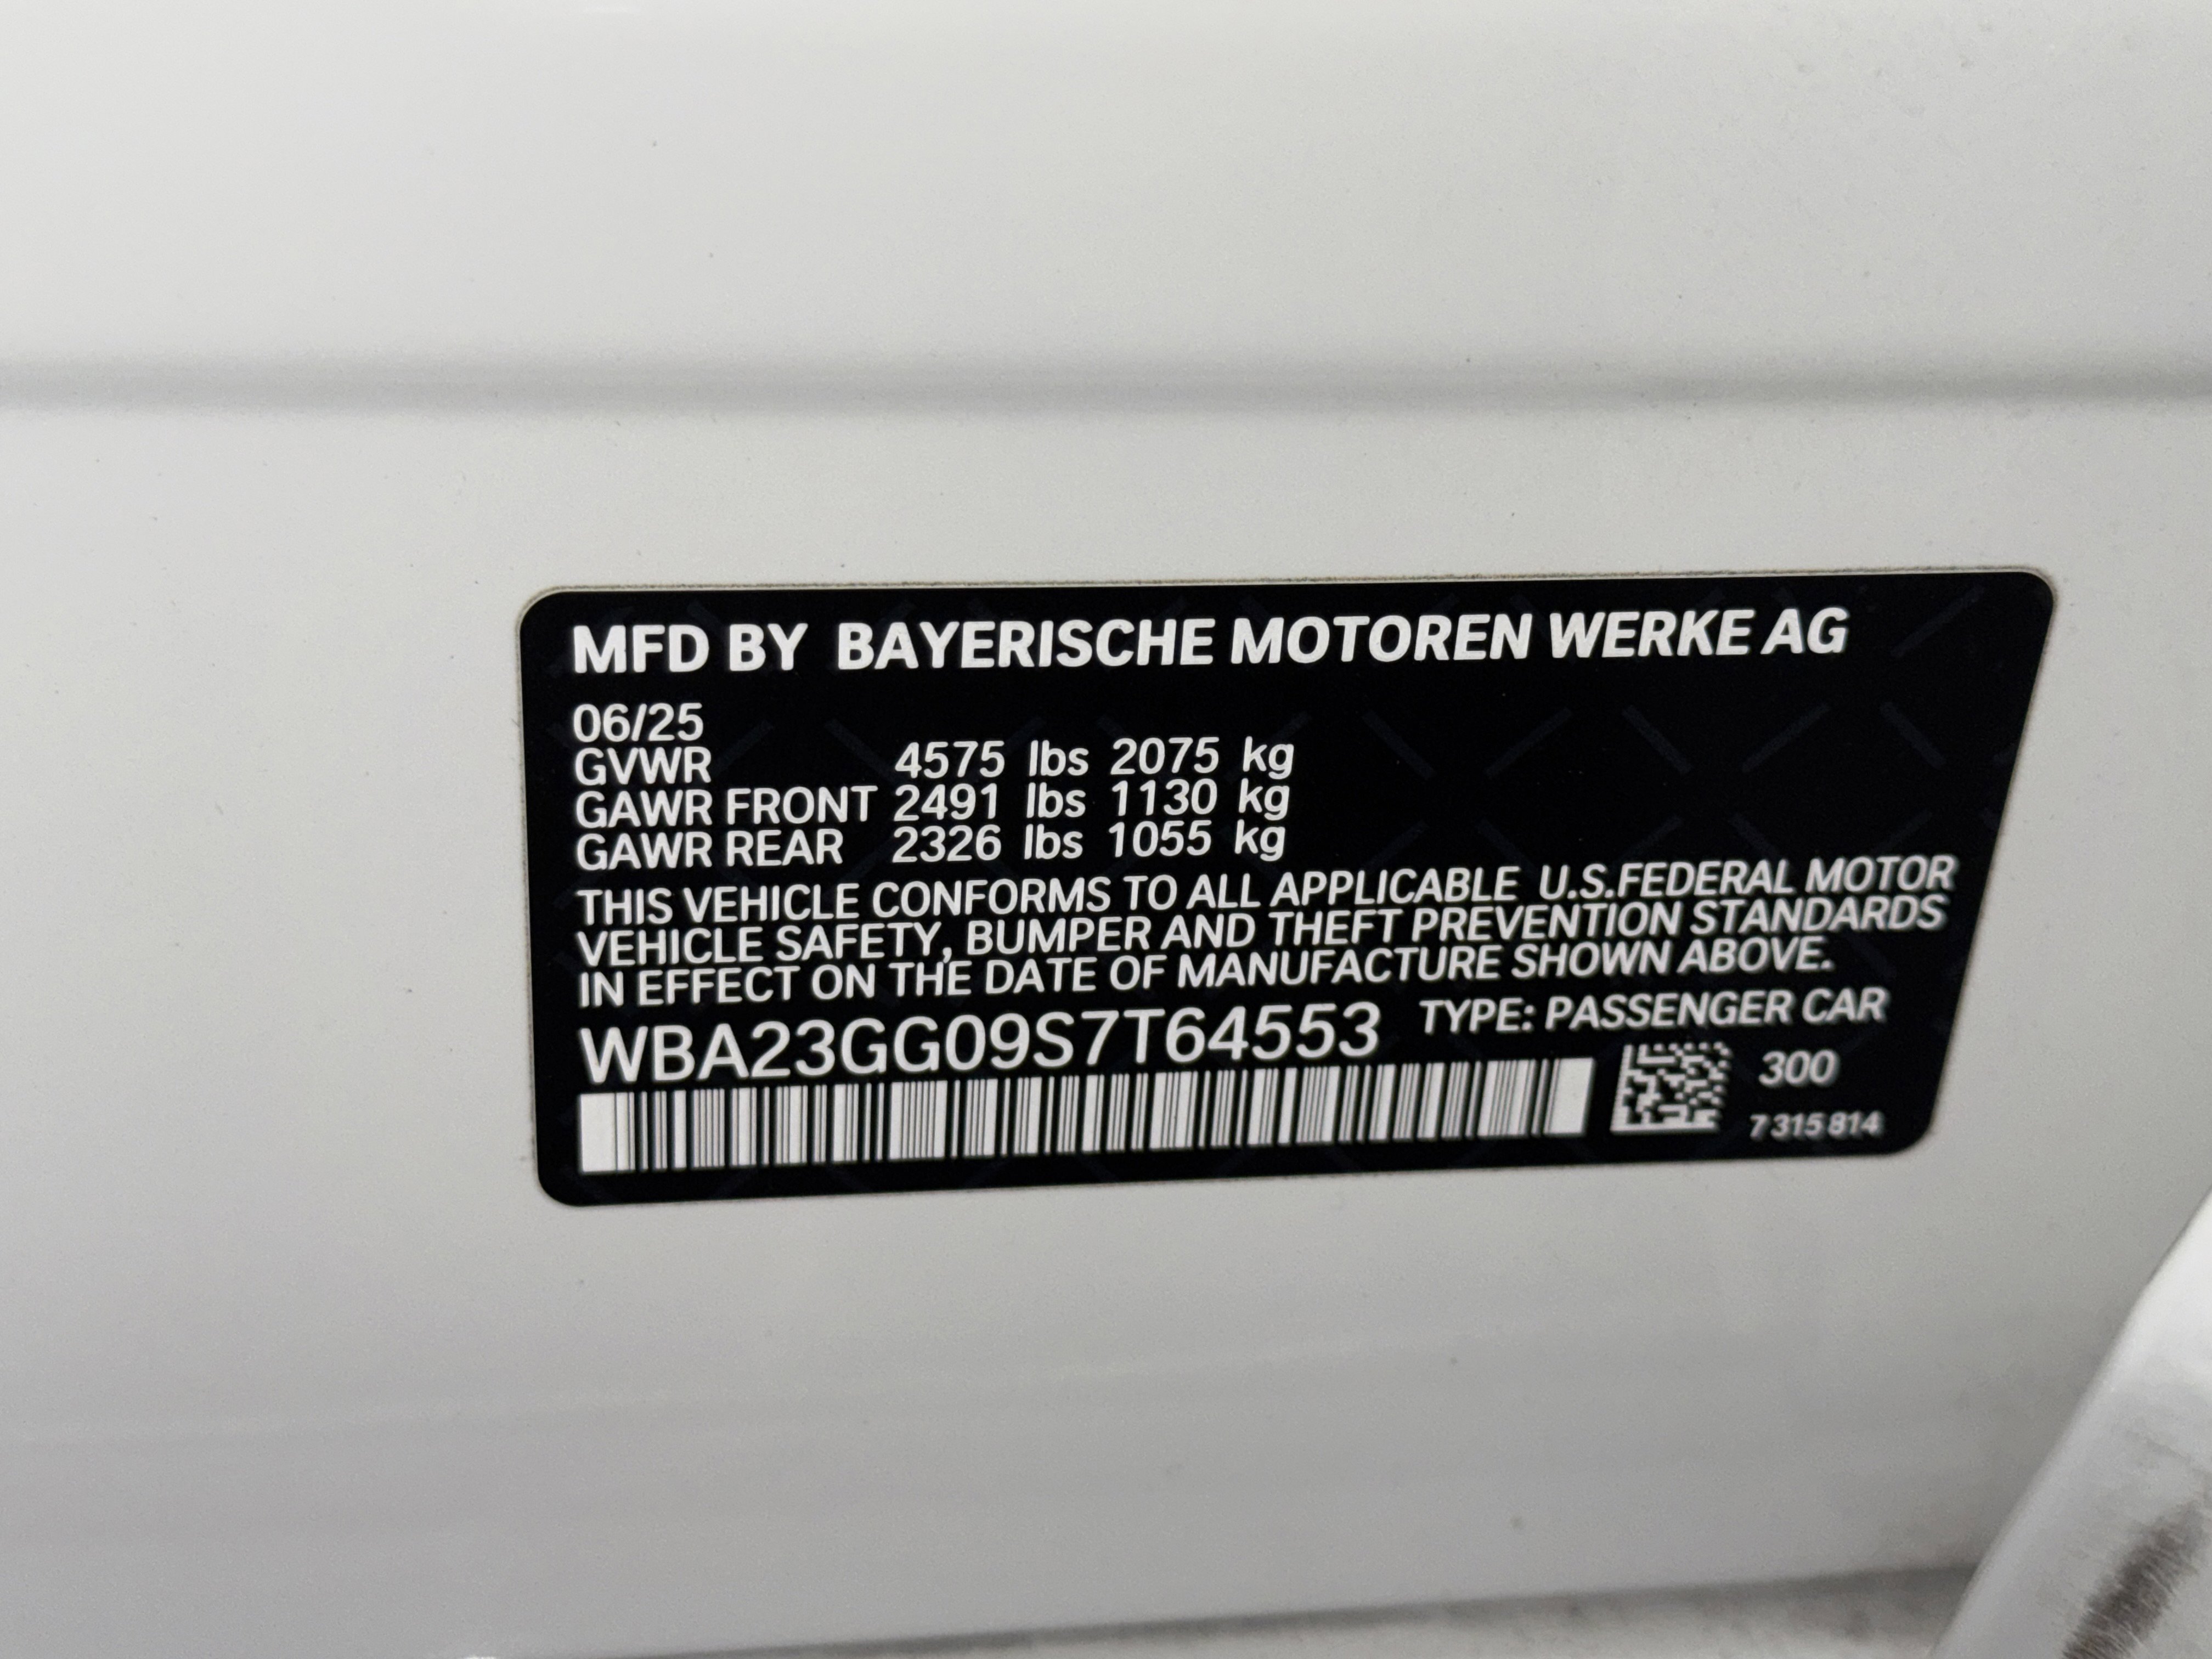 MFD BY BAYERISCHE MOTOREN WERKE AG
06/25
GVWR 4575 lbs 2075 kg
GAWR FRONT 2491 lbs 1130 kg
GAWR REAR 2326 lbs 1055 kg
THIS VEHICLE CONFORMS TO ALL APPLICABLE U.S.FEDERAL MOTOR
VEHICLE SAFETY, BUMPER AND THEFT PREVENTION STANDARDS
IN EFFECT ON THE DATE OF MANUFACTURE SHOWN ABOVE.
WBA23GG09S7T64553 TYPE: PASSENGER CAR
300
7 315 814